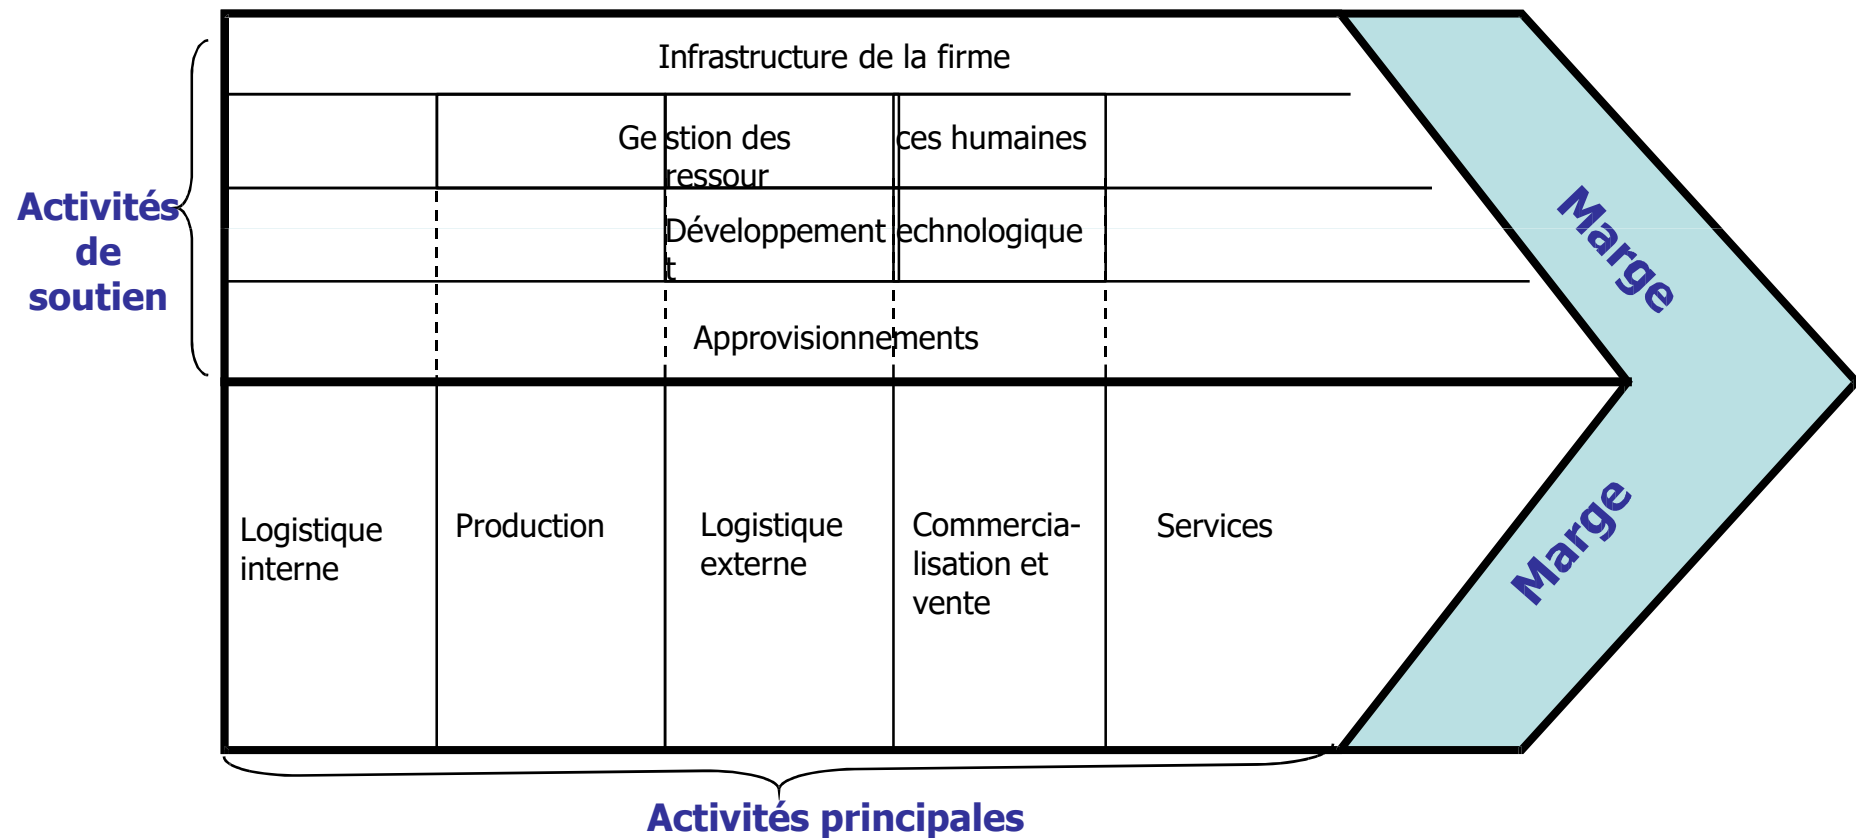 Infrastructure de la firme
Ge stion des ces humaines
ressour
Développement echnologique
t
Approvisionnements
Activités
de
soutien
Marge
Logistique
interne
Production
Logistique
externe
Commercia-
lisation et
vente
Services
Marge
Activités principales